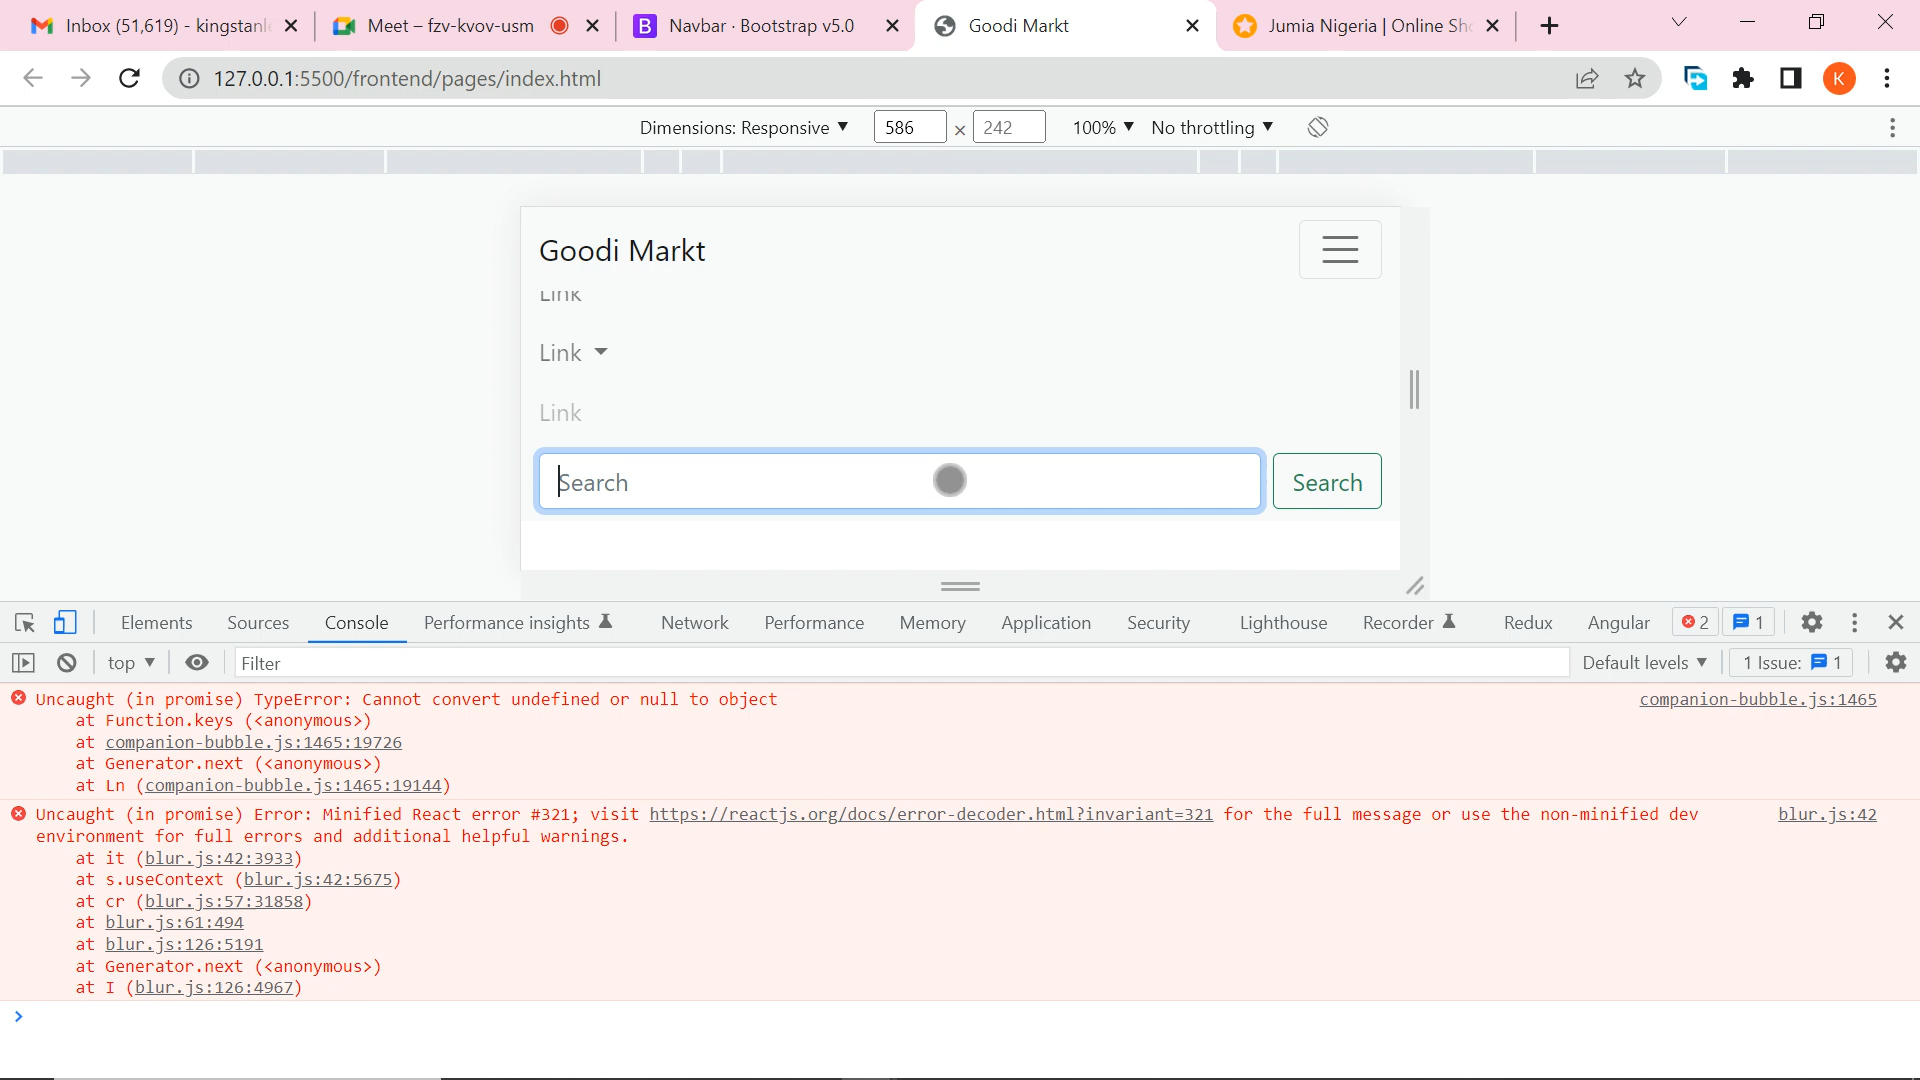 Inbox (51,619) - kingstanl
Meet – fzv-kvov-usm
Navbar · Bootstrap v5.0
Goodi Markt
Jumia Nigeria | Online Sho
127.0.0.1:5500/frontend/pages/index.html
K
Dimensions: Responsive
586 × 242
100%
No throttling
Goodi Markt
Link
Link
Link
Search
Search
Elements
Sources
Console
Performance insights
Network
Performance
Memory
Application
Security
Lighthouse
Recorder
Redux
Angular
2
1
top
Filter
Default levels
1 Issue: 1
Uncaught (in promise) TypeError: Cannot convert undefined or null to object companion-bubble.js:1465
at Function.keys (<anonymous>)
at companion-bubble.js:1465:19726
at Generator.next (<anonymous>)
at Ln (companion-bubble.js:1465:19144)
Uncaught (in promise) Error: Minified React error #321; visit https://reactjs.org/docs/error-decoder.html?invariant=321 for the full message or use the non-minified dev blur.js:42
environment for full errors and additional helpful warnings.
at it (blur.js:42:3933)
at s.useContext (blur.js:42:5675)
at cr (blur.js:57:31858)
at blur.js:61:494
at blur.js:126:5191
at Generator.next (<anonymous>)
at I (blur.js:126:4967)